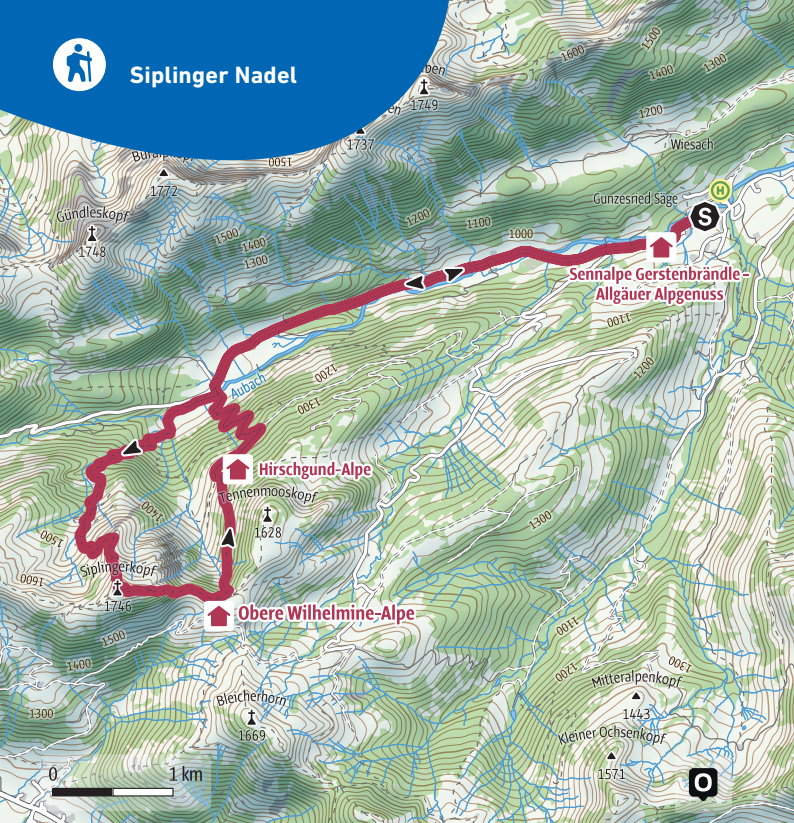 Siplinger Nadel
1749
1737
1772
Gündleskopf
1748
1500
1600
1500
1400
1300
1200
Wiesach
H
Gunzesried Säge
S
1500
1400
1300
1200
1100
1000
Sennalpe Gerstenbrändle–
Allgäuer Alpgenuss
1100
1200
Aubach
1200
1300
Hirschgund-Alpe
Tennenmooskopf
1628
1400
1500
1600
1300
Siplingerkopf
1746
Obere Wilhelmine-Alpe
1500
1400
1300
Bleicherhorn
1669
1100
1200
1300
Mitteralpenkopf
1443
Kleiner Ochsenkopf
1571
0 1 km
O